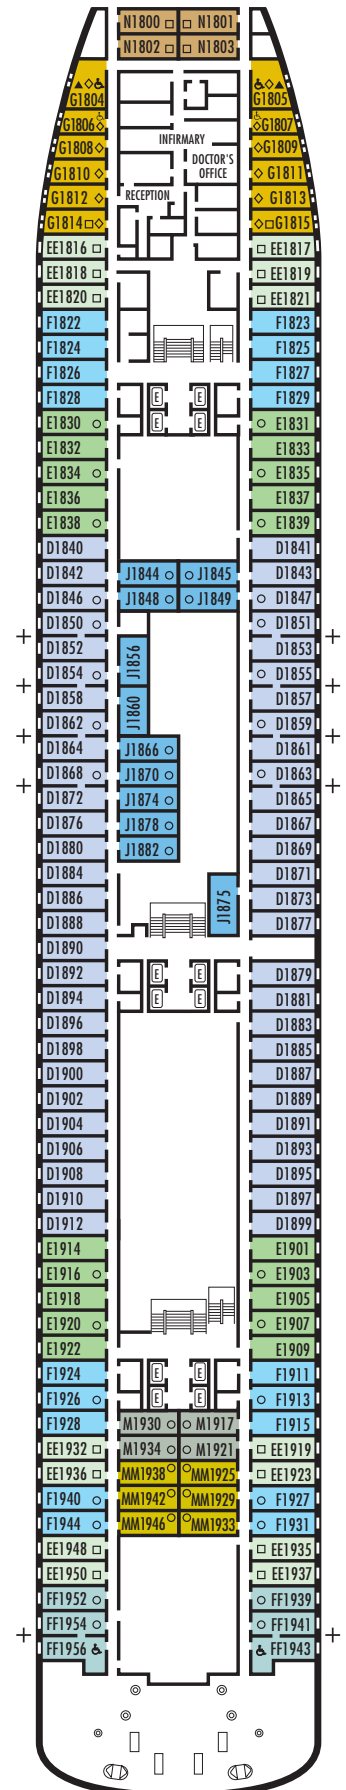 N1800 N1801
N1802 N1803
G1804 G1805
G1806 G1807
G1808 INFIRMARY G1809
G1810 DOCTOR'S OFFICE G1811
G1812 RECEPTION G1813
G1814 G1815
EE1816 EE1817
EE1818 EE1819
EE1820 EE1821
F1822 F1823
F1824 F1825
F1826 F1827
F1828 E E F1829
E1830 E E E1831
E1832 E1833
E1834 E1835
E1836 E1837
E1838 E1839
D1840 D1841
D1842 J1844 J1845 D1843
D1846 J1848 J1849 D1847
D1850 D1851
D1852 J1856 D1853
D1854 D1855
D1858 J1860 D1857
D1862 D1859
D1864 J1866 D1861
D1868 J1870 D1863
D1872 J1874 D1865
D1876 J1878 D1867
D1880 J1882 D1869
D1884 D1871
D1886 J1875 D1873
D1888 D1877
D1890
D1892 E E D1879
D1894 E E D1881
D1896 D1883
D1898 D1885
D1900 D1887
D1902 D1889
D1904 D1891
D1906 D1893
D1908 D1895
D1910 D1897
D1912 D1899
E1914 E1901
E1916 E1903
E1918 E1905
E1920 E1907
E1922 E1909
F1924 E E F1911
F1926 E E F1913
F1928 M1930 M1917 F1915
EE1932 M1934 M1921 EE1919
EE1936 MM1938 MM1925 EE1923
F1940 MM1942 MM1929 F1927
F1944 MM1946 MM1933 F1931
EE1948 EE1935
EE1950 EE1937
FF1952 FF1939
FF1954 FF1941
FF1956 FF1943